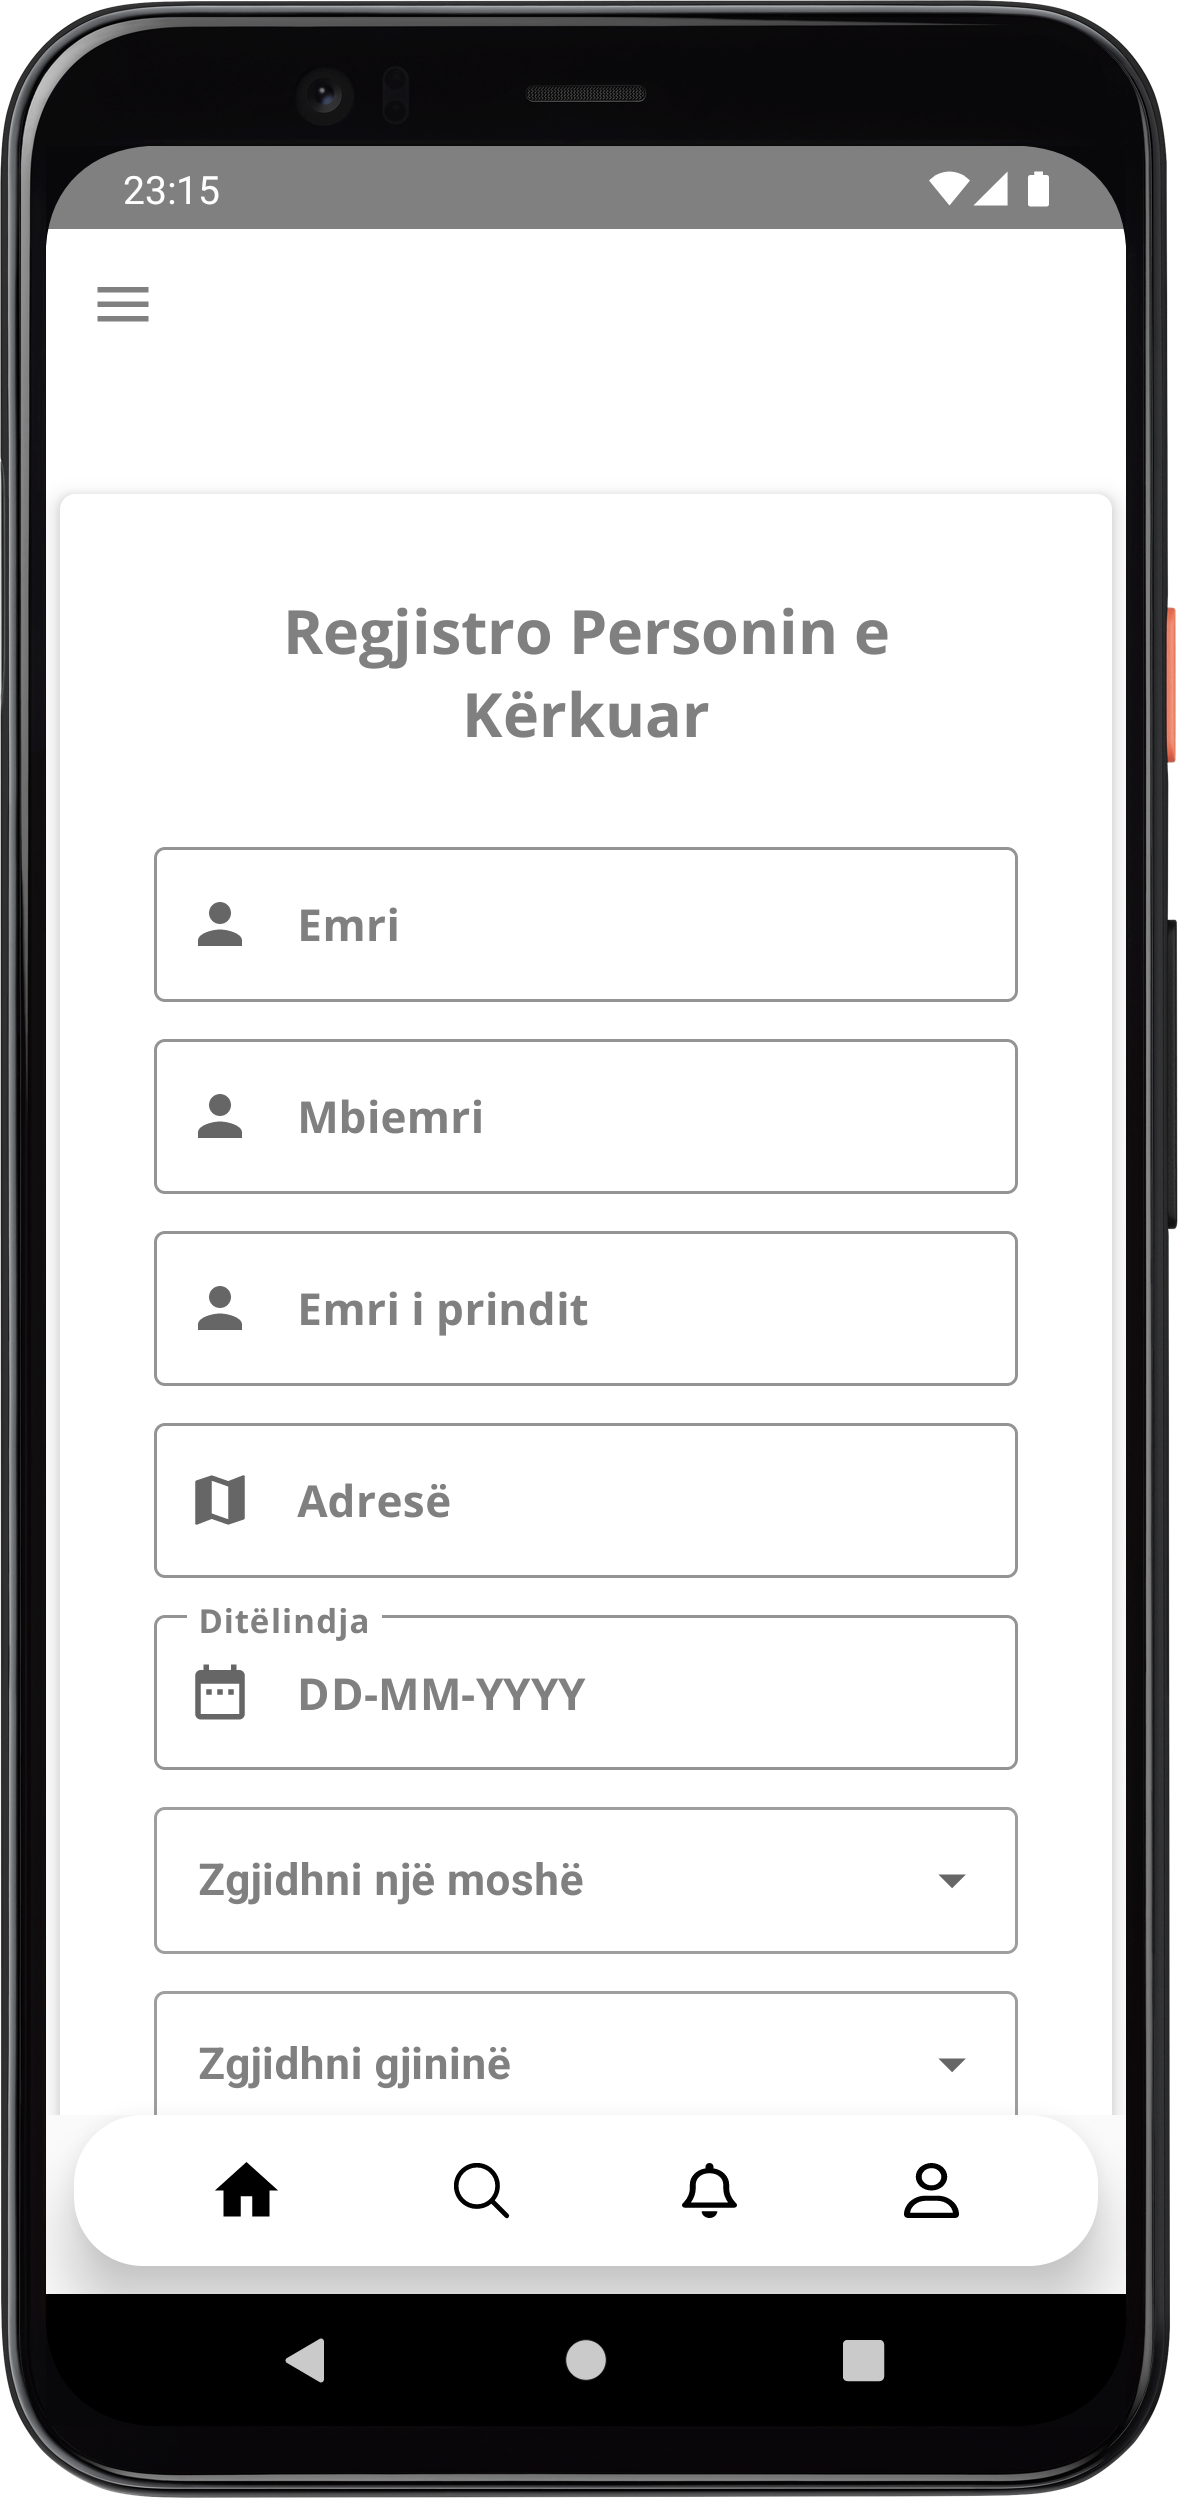 23:15
Regjistro Personin e
Kërkuar
Emri
Mbiemri
Emri i prindit
Adresë
Ditëlindja
DD-MM-YYYY
Zgjidhni një moshë
Zgjidhni gjininë